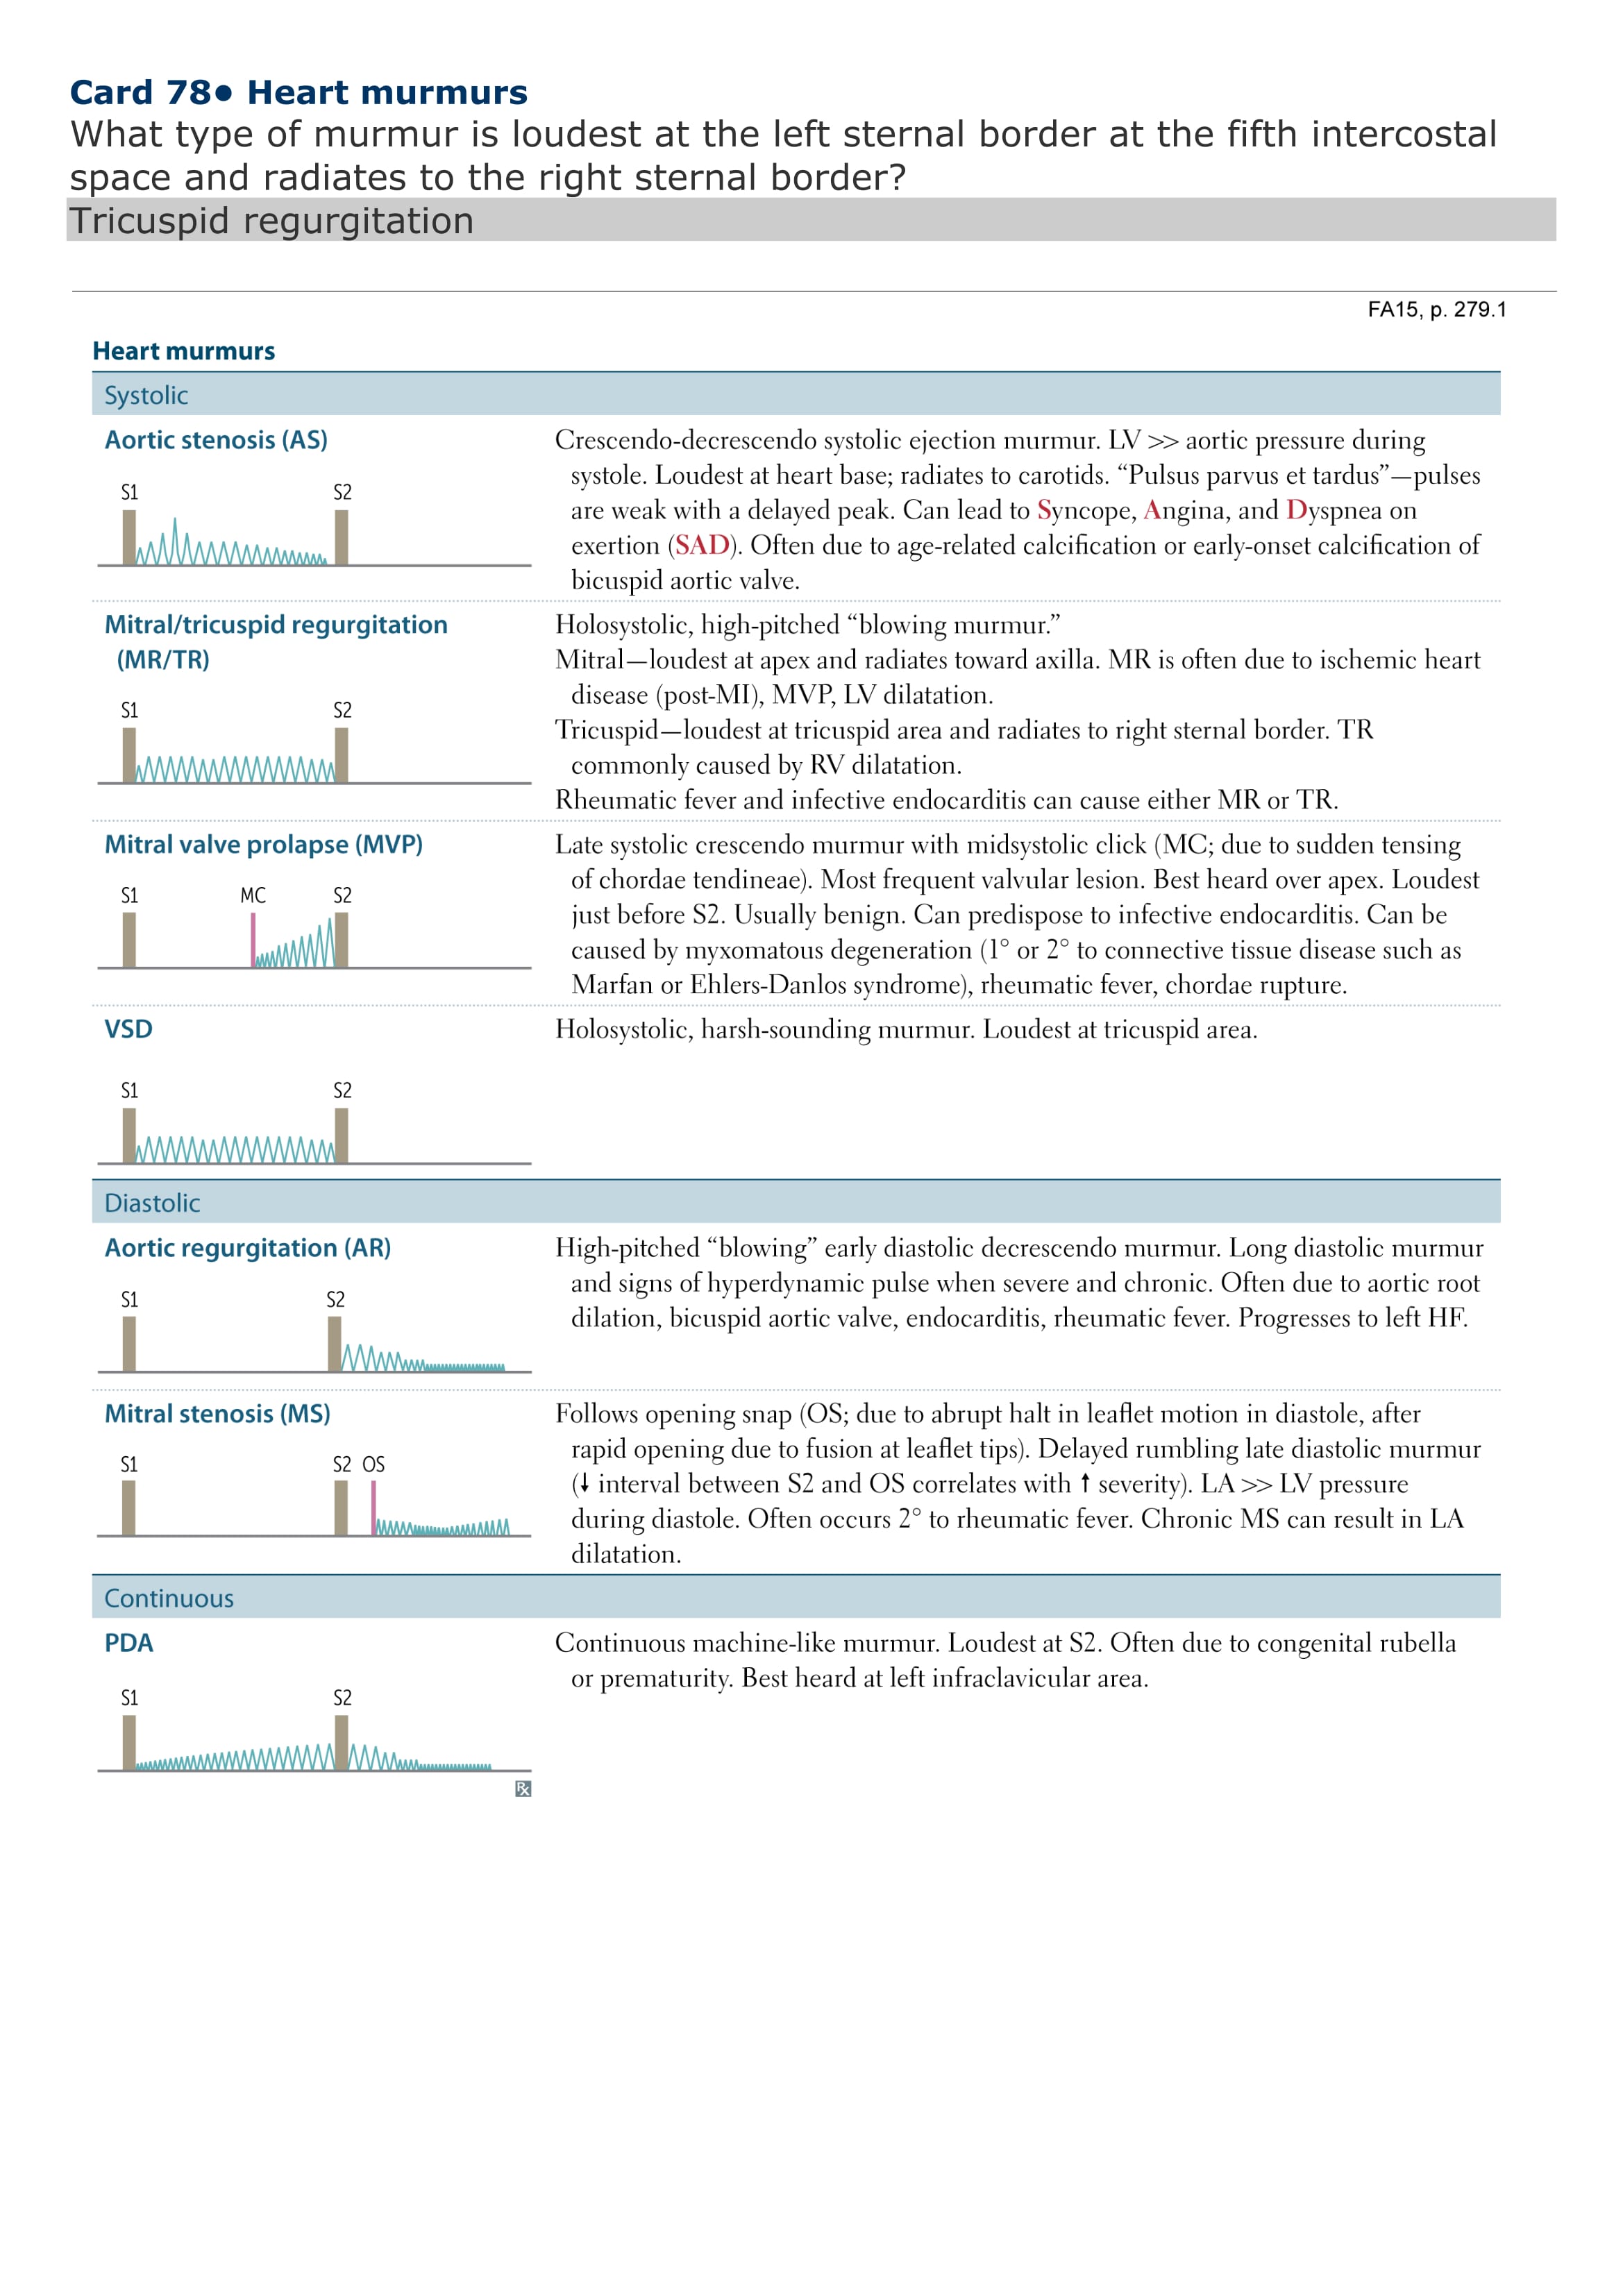 Card 78● Heart murmurs
What type of murmur is loudest at the left sternal border at the fifth intercostal
space and radiates to the right sternal border?
Tricuspid regurgitation
FA15, p. 279.1
Heart murmurs
Systolic
Aortic stenosis (AS)
S1 S2
Crescendo-decrescendo systolic ejection murmur. LV >> aortic pressure during
systole. Loudest at heart base; radiates to carotids. “Pulsus parvus et tardus”—pulses
are weak with a delayed peak. Can lead to Syncope, Angina, and Dyspnea on
exertion (SAD). Often due to age-related calcification or early-onset calcification of
bicuspid aortic valve.
Mitral/tricuspid regurgitation
(MR/TR)
S1 S2
Holosystolic, high-pitched “blowing murmur.”
Mitral—loudest at apex and radiates toward axilla. MR is often due to ischemic heart
disease (post-MI), MVP, LV dilatation.
Tricuspid—loudest at tricuspid area and radiates to right sternal border. TR
commonly caused by RV dilatation.
Rheumatic fever and infective endocarditis can cause either MR or TR.
Mitral valve prolapse (MVP)
S1 MC S2
Late systolic crescendo murmur with midsystolic click (MC; due to sudden tensing
of chordae tendineae). Most frequent valvular lesion. Best heard over apex. Loudest
just before S2. Usually benign. Can predispose to infective endocarditis. Can be
caused by myxomatous degeneration (1° or 2° to connective tissue disease such as
Marfan or Ehlers-Danlos syndrome), rheumatic fever, chordae rupture.
VSD
S1 S2
Holosystolic, harsh-sounding murmur. Loudest at tricuspid area.
Diastolic
Aortic regurgitation (AR)
S1 S2
High-pitched “blowing” early diastolic decrescendo murmur. Long diastolic murmur
and signs of hyperdynamic pulse when severe and chronic. Often due to aortic root
dilation, bicuspid aortic valve, endocarditis, rheumatic fever. Progresses to left HF.
Mitral stenosis (MS)
S1 S2 OS
Follows opening snap (OS; due to abrupt halt in leaflet motion in diastole, after
rapid opening due to fusion at leaflet tips). Delayed rumbling late diastolic murmur
(↓ interval between S2 and OS correlates with ↑ severity). LA >> LV pressure
during diastole. Often occurs 2° to rheumatic fever. Chronic MS can result in LA
dilatation.
Continuous
PDA
S1 S2
Continuous machine-like murmur. Loudest at S2. Often due to congenital rubella
or prematurity. Best heard at left infraclavicular area.
Rx